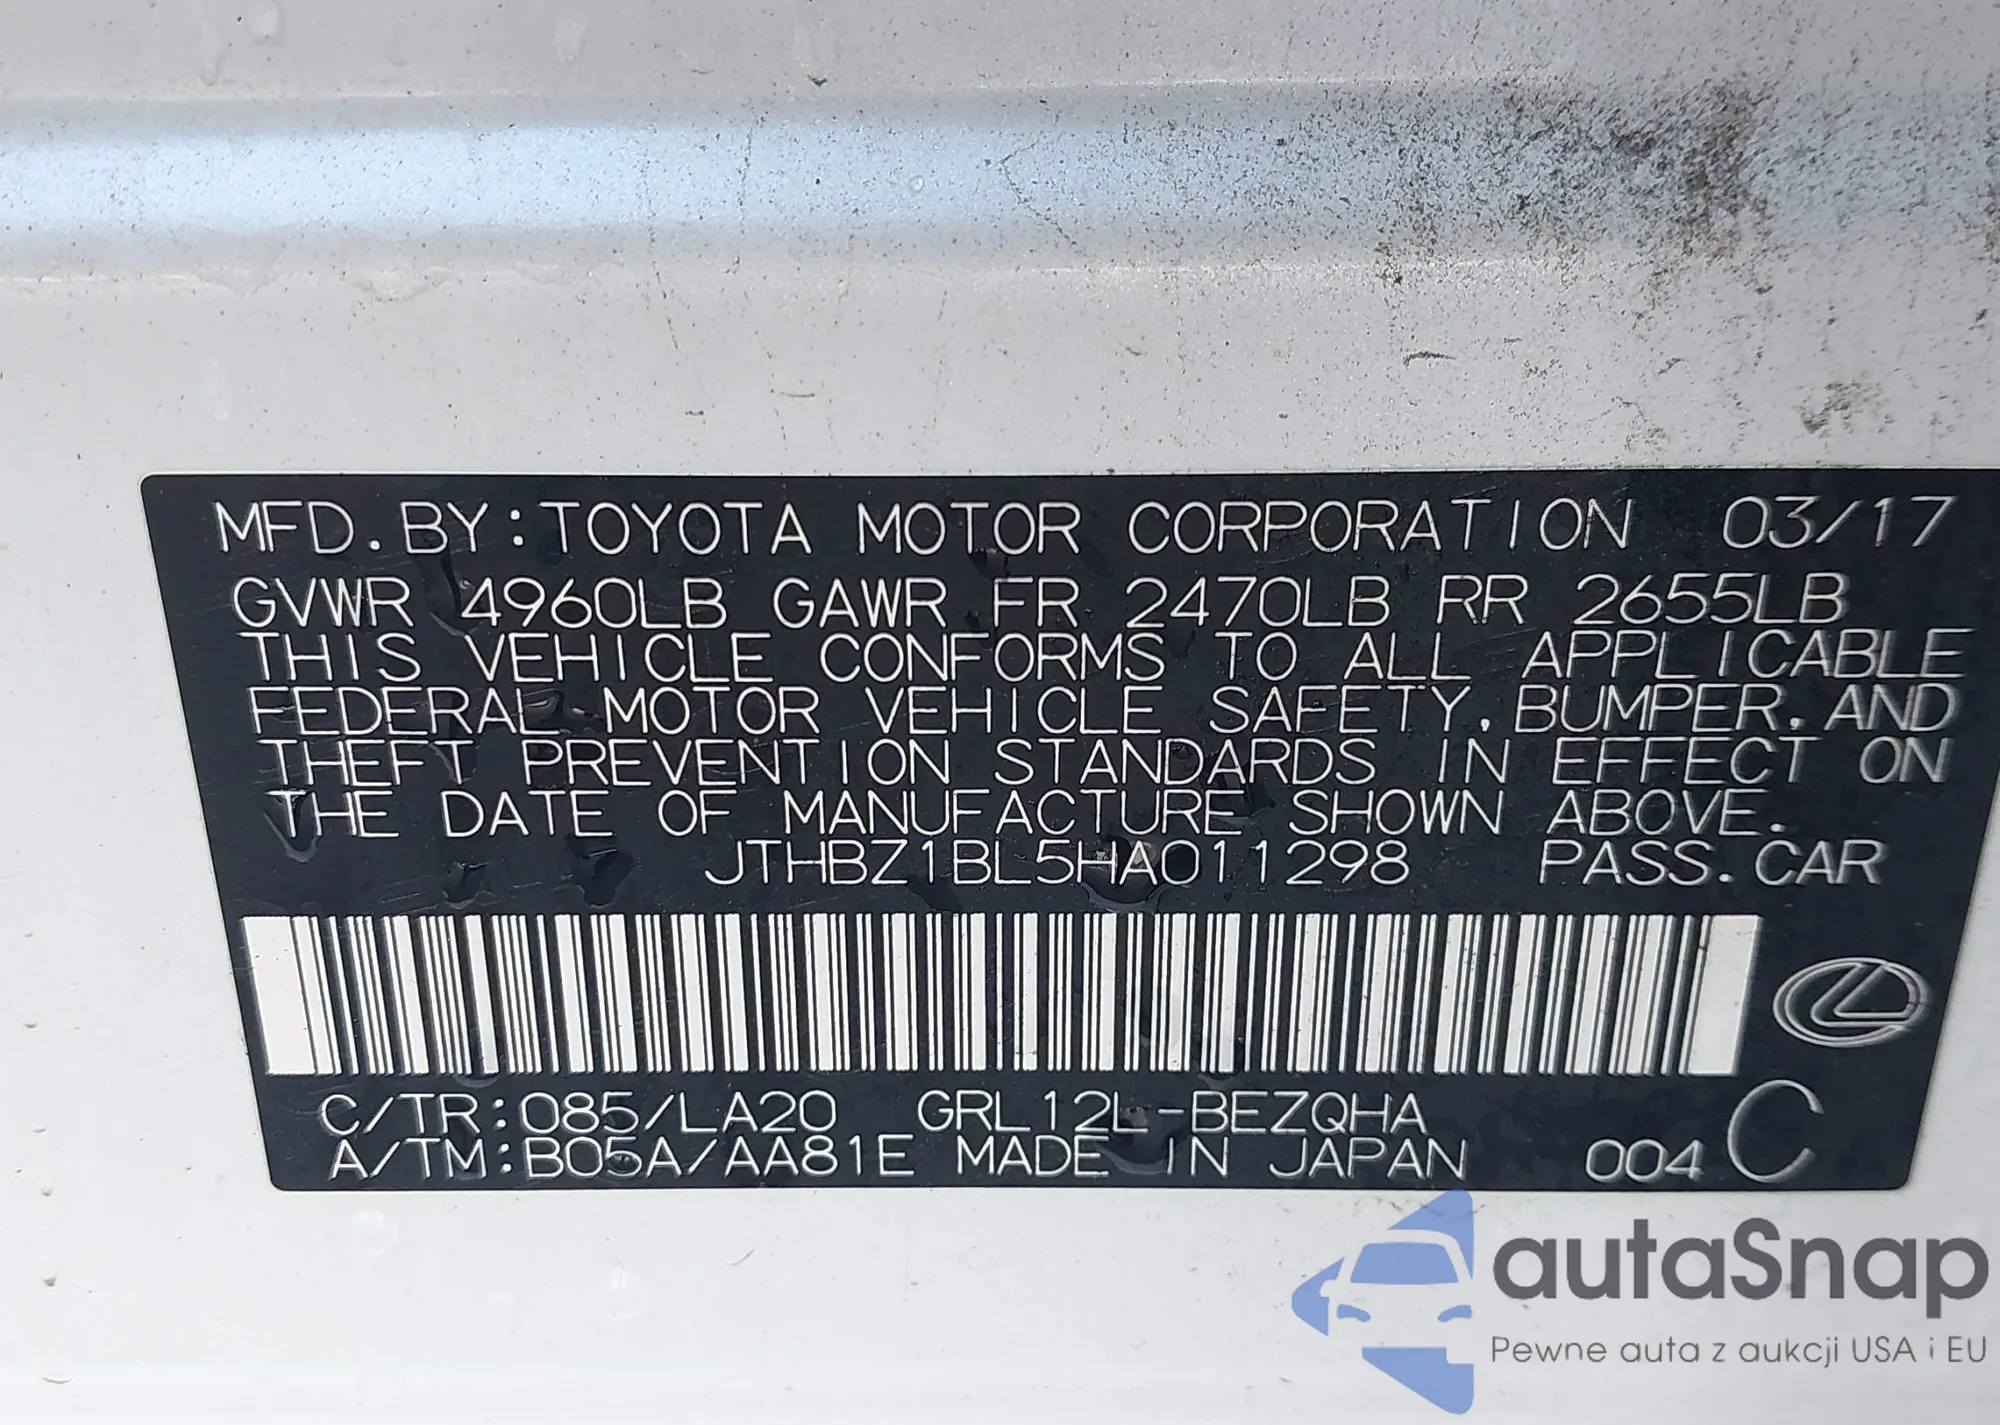 MFD. BY: TOYOTA MOTOR CORPORATION 03/17
GVWR 4960LB GAWR FR 2470LB RR 2655LB
THIS VEHICLE CONFORMS TO ALL APPLICABLE
FEDERAL MOTOR VEHICLE SAFETY, BUMPER, AND
THEFT PREVENTION STANDARDS IN EFFECT ON
THE DATE OF MANUFACTURE SHOWN ABOVE.
JTHBZ1BL5HA011298 PASS. CAR
C/TR: 085/LA20 GRL12L-BEZQHA
A/TM: B05A/AA81E MADE IN JAPAN 004 C
autaSnap
Pewne auta z aukcji USA i EU